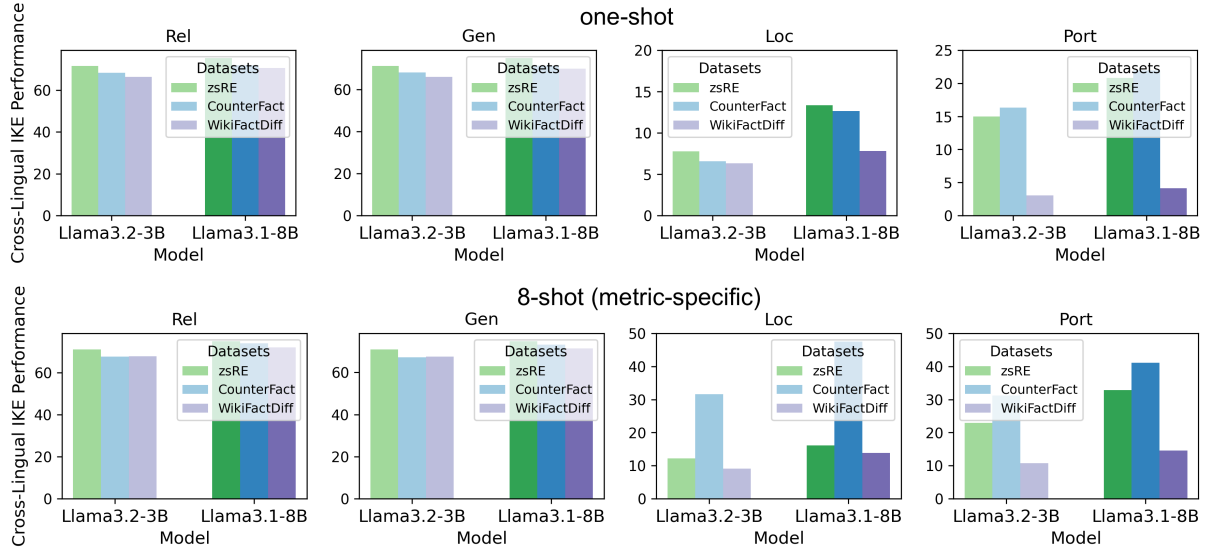 one-shot
Rel
Gen
Loc
Port
Cross-Lingual IKE Performance
60
40
20
0
Datasets
zsRE
CounterFact
WikiFactDiff
Llama3.2-3B
Llama3.1-8B
Model
60
40
20
0
Datasets
zsRE
CounterFact
WikiFactDiff
Llama3.2-3B
Llama3.1-8B
Model
20
15
10
5
0
Datasets
zsRE
CounterFact
WikiFactDiff
Llama3.2-3B
Llama3.1-8B
Model
25
20
15
10
5
0
Datasets
zsRE
CounterFact
WikiFactDiff
Llama3.2-3B
Llama3.1-8B
Model
8-shot (metric-specific)
Rel
Gen
Loc
Port
Cross-Lingual IKE Performance
60
40
20
0
Datasets
zsRE
CounterFact
WikiFactDiff
Llama3.2-3B
Llama3.1-8B
Model
60
40
20
0
Datasets
zsRE
CounterFact
WikiFactDiff
Llama3.2-3B
Llama3.1-8B
Model
50
40
30
20
10
0
Datasets
zsRE
CounterFact
WikiFactDiff
Llama3.2-3B
Llama3.1-8B
Model
50
40
30
20
10
0
Datasets
zsRE
CounterFact
WikiFactDiff
Llama3.2-3B
Llama3.1-8B
Model